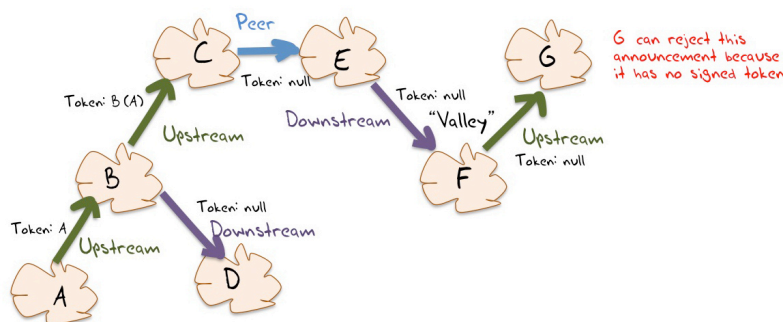 Peer
C
E
G
G can reject this
announcement because
it has no signed token
Token: null
Token: B(A)
Token: null
Upstream
Downstream
"Valley"
Upstream
Token: null
B
F
Token: null
Token: A
Downstream
Upstream
D
A